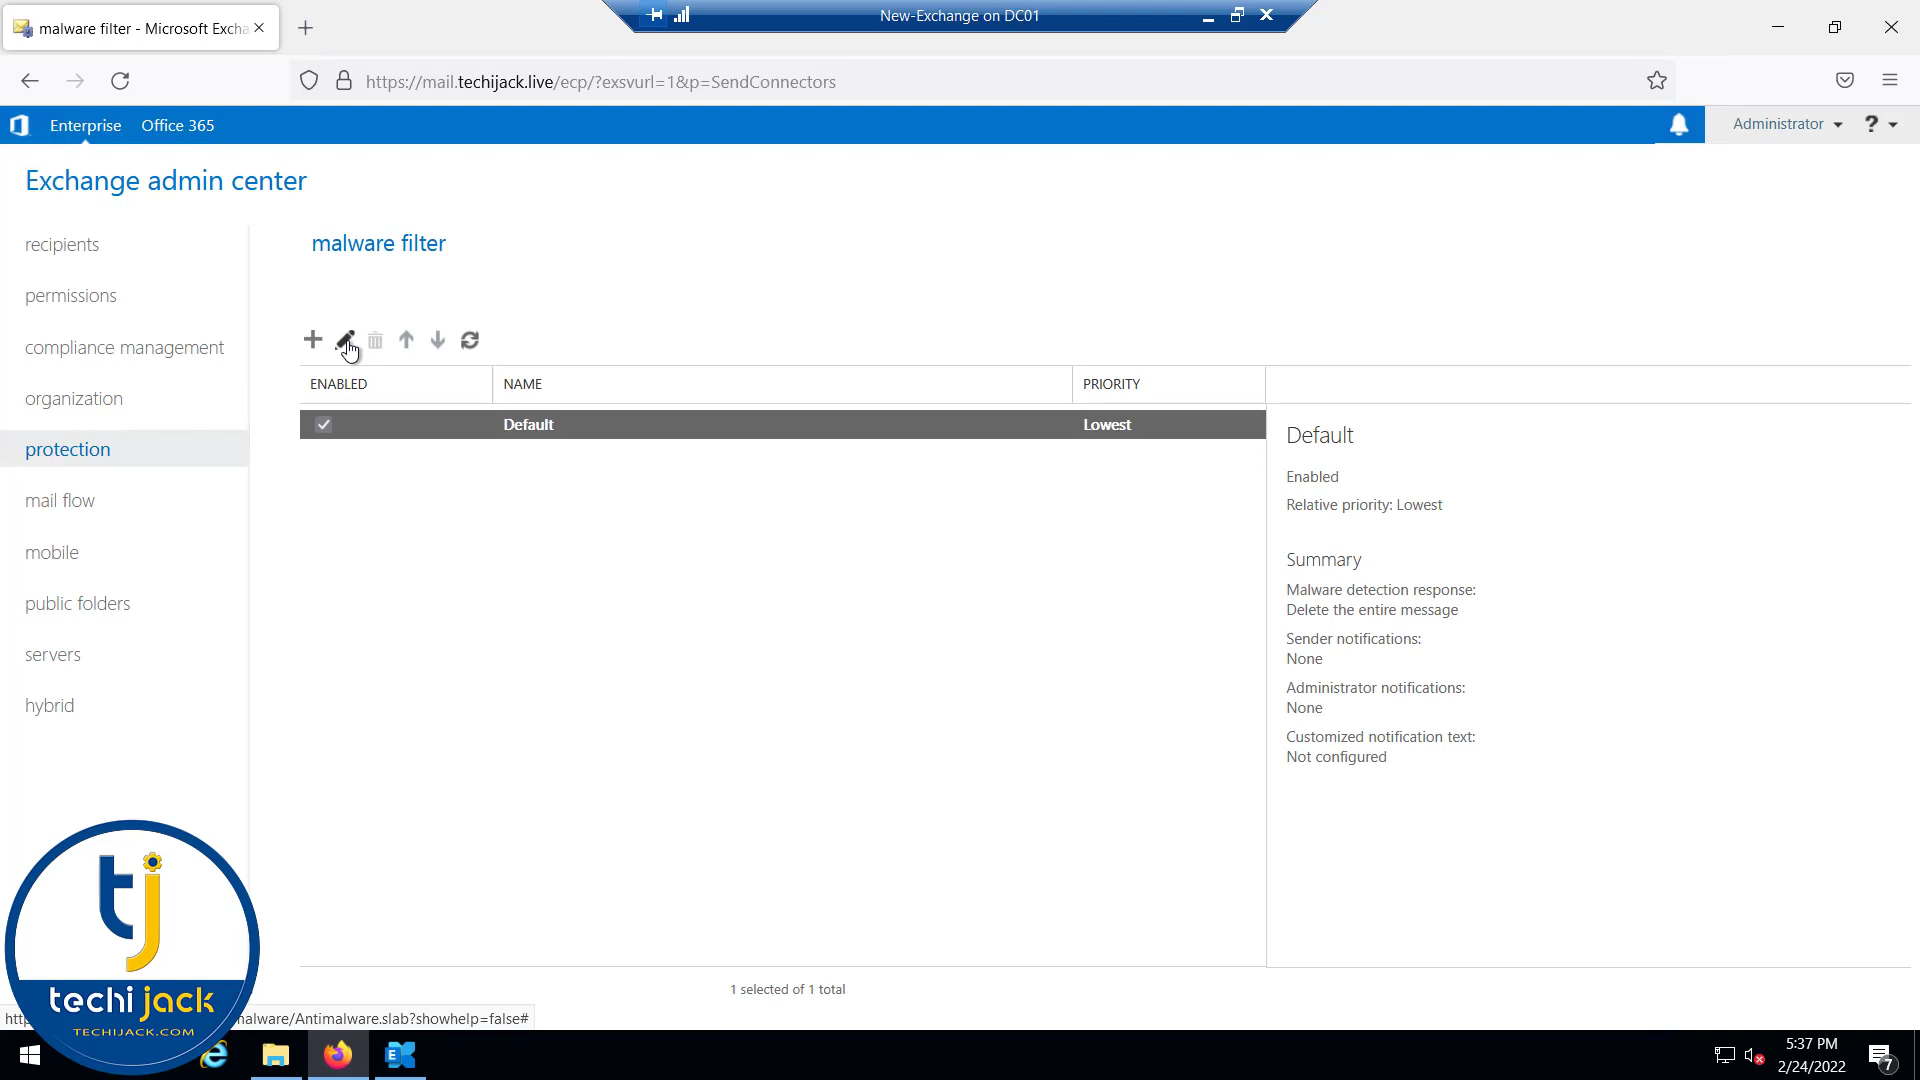 New-Exchange on DC01
malware filter - Microsoft Excha
https://mail.techijack.live/ecp/?exsvurl=1&p=SendConnectors
Enterprise
Office 365
Administrator
?
Exchange admin center
recipients
permissions
compliance management
organization
protection
mail flow
mobile
public folders
servers
hybrid
malware filter
ENABLED
NAME
PRIORITY
Default
Lowest
Default
Enabled
Relative priority: Lowest
Summary
Malware detection response:
Delete the entire message
Sender notifications:
None
Administrator notifications:
None
Customized notification text:
Not configured
1 selected of 1 total
tj
techijack
TECHIJACK.COM
malware/Antimalware.slab?showhelp=false#
5:37 PM
2/24/2022
7